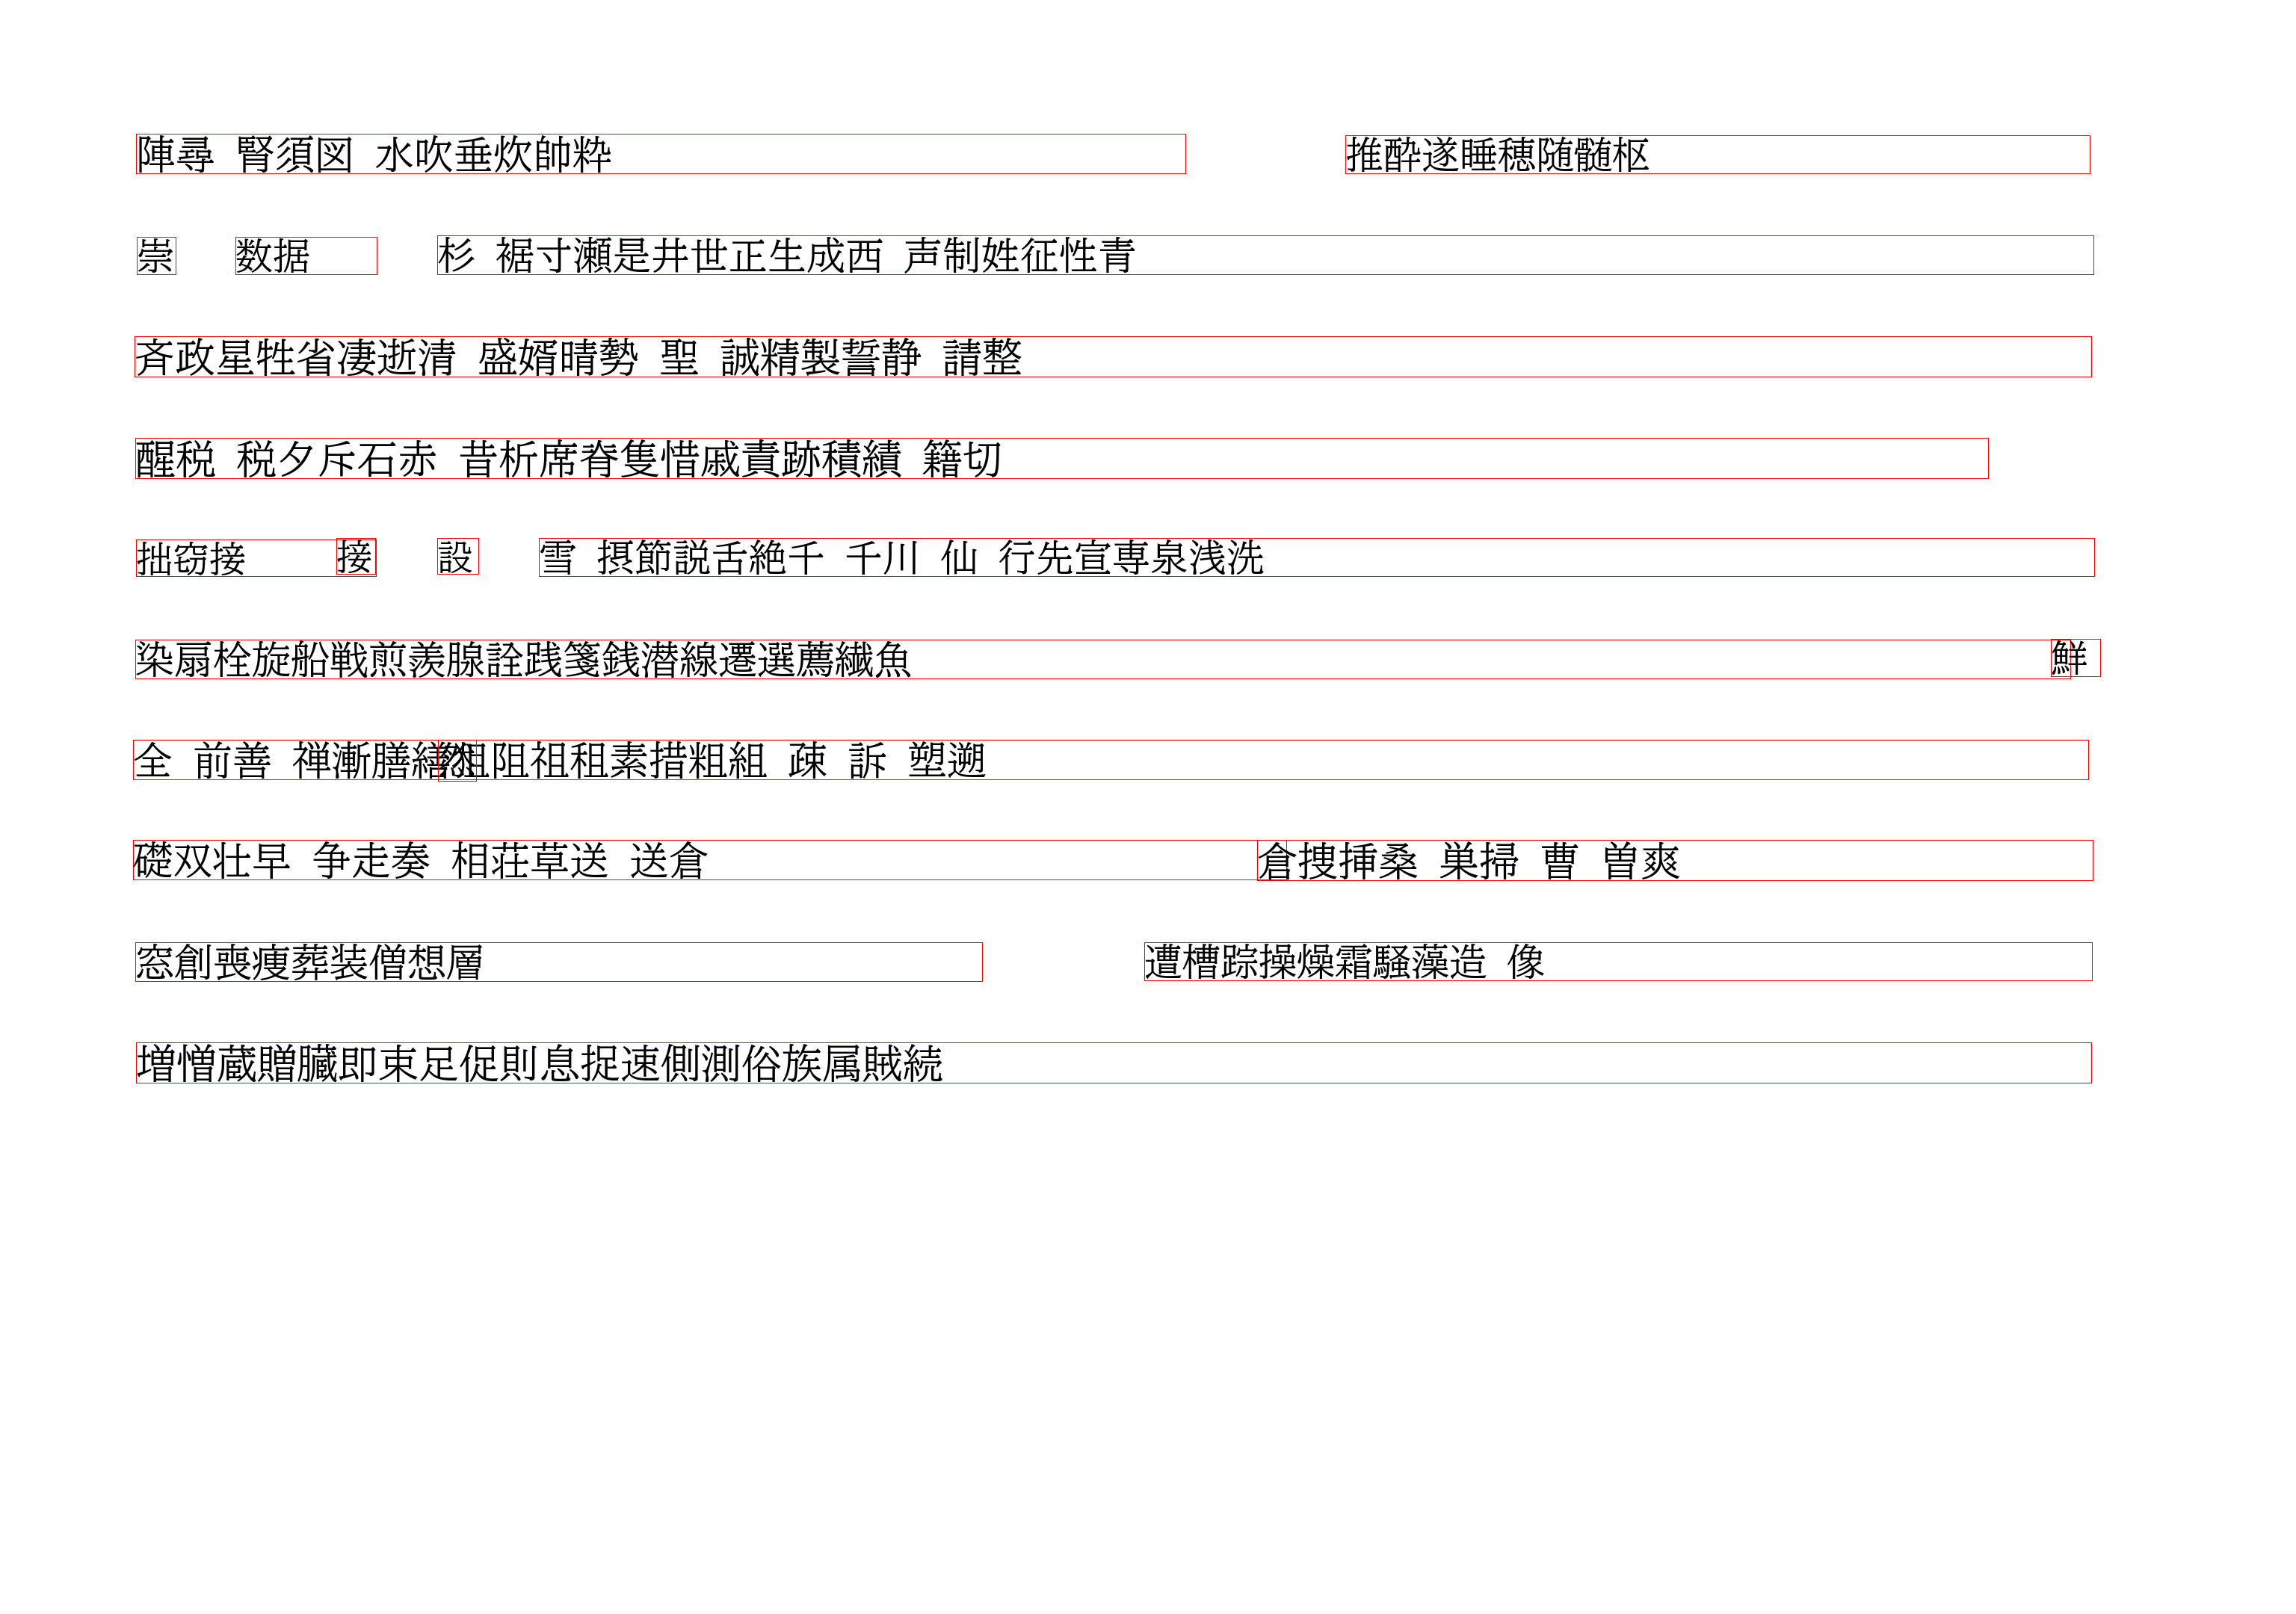 陣尋 腎須図 水吹垂炊帥粋 推酔遂睡穂随髄枢
崇 数据 杉 裾寸瀬是井世正生成西 声制姓征性青
斉政星牲省凄逝清 盛婿晴勢 聖 誠精製誓静 請整
醒税 税夕斥石赤 昔析席脊隻惜戚責跡積績 籍切
拙窃接 接 設 雪 摂節説舌絶千 千川 仙 行先宣専泉浅洗
染扇栓旋船戦煎羨腺詮践箋銭潜線遷選薦繊魚 鮮
全 前善 禅漸膳繕然狙阻祖租素措粗組 疎 訴 塑遡
礎双壮早 争走奏 相荘草送 送倉 倉捜挿桑 巣掃 曹 曽爽
窓創喪痩葬装僧想層 遭槽踪操燥霜騒藻造 像
増憎蔵贈臓即束足促則息捉速側測俗族属賊続